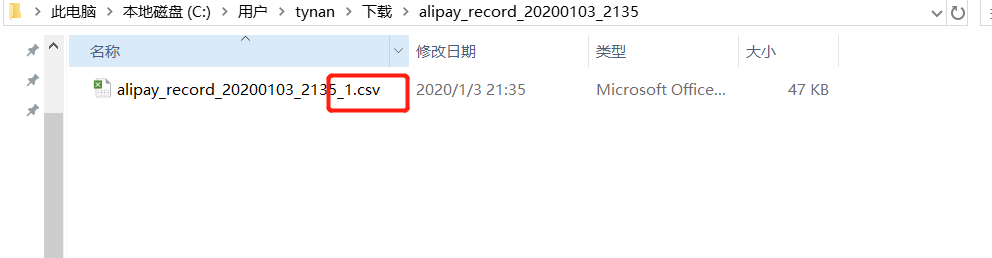 此电脑 > 本地磁盘 (C:) > 用户 > tynan > 下载 > alipay_record_20200103_2135
名称 修改日期 类型 大小
alipay_record_20200103_2135_1.csv 2020/1/3 21:35 Microsoft Office... 47 KB